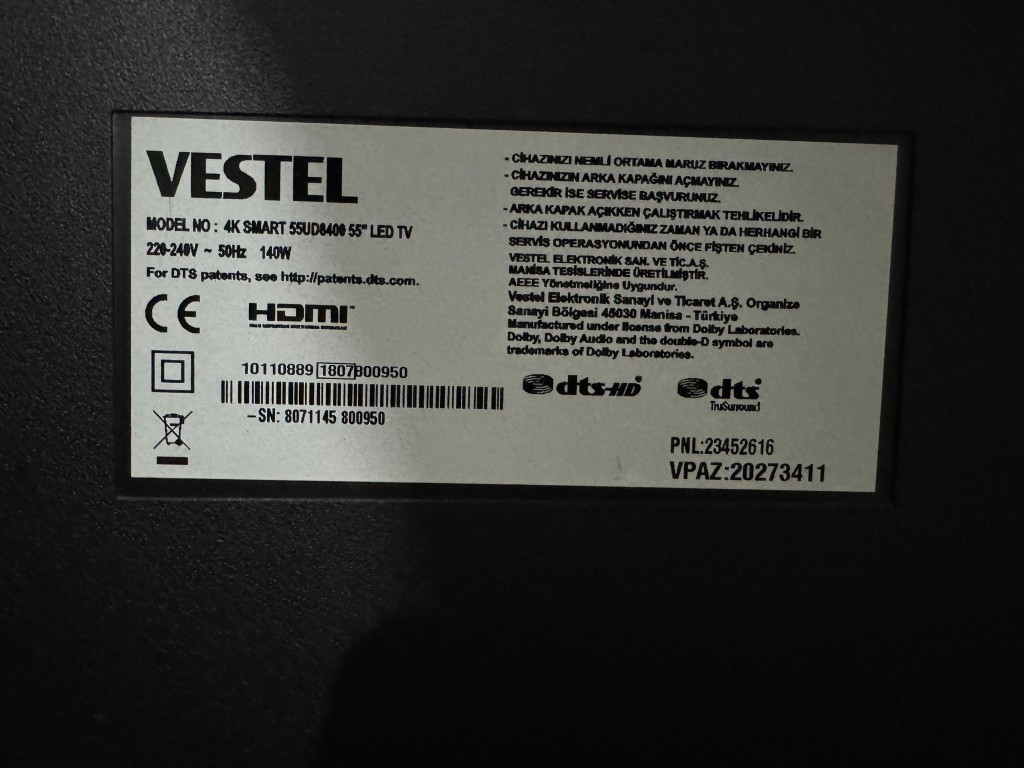 VESTEL
MODEL NO : 4K SMART 55UD8400 55" LED TV
220-240V ~ 50Hz 140W
For DTS patents, see http://patents.dts.com.
CE
HDMI
10110889 1807 800950
-SN: 8071145 800950
- CİHAZINIZI NEMLİ ORTAMA MARUZ BIRAKMAYINIZ.
- CİHAZINIZIN ARKA KAPAĞINI AÇMAYINIZ.
GEREKİR İSE SERVİSE BAŞVURUNUZ.
- ARKA KAPAK AÇIKKEN ÇALIŞTIRMAK TEHLİKELİDİR.
- CİHAZI KULLANMADIĞINIZ ZAMAN YA DA HERHANGİ BİR
SERVİS OPERASYONUNDAN ÖNCE FİŞTEN ÇEKİNİZ.
VESTEL ELEKTRONİK SAN. VE TİC.A.Ş.
MANİSA TESİSLERİNDE ÜRETİLMİŞTİR.
AEEE Yönetmeliğine Uygundur.
Vestel Elektronik Sanayi ve Ticaret A.Ş. Organize
Sanayi Bölgesi 45030 Manisa - Türkiye
Manufactured under license from Dolby Laboratories.
Dolby, Dolby Audio and the double-D symbol are
trademarks of Dolby Laboratories.
dts-HD
dts
TruSurround
PNL:23452616
VPAZ:20273411